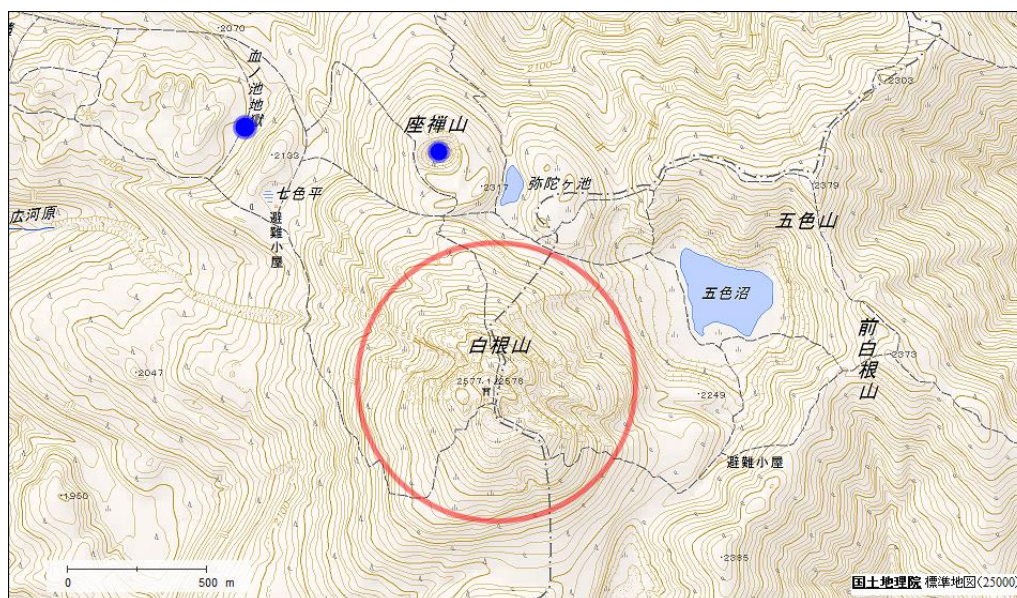 2070
血ノ池地獄
座禅山
2100
2303
2133
2317
弥陀ヶ池
2379
七色平
避難小屋
広河原
五色山
五色沼
白根山
前白根山
2373
2047
2577.1
2578
2249
避難小屋
1950
2385
0
500 m
国土地理院 標準地図(25000)